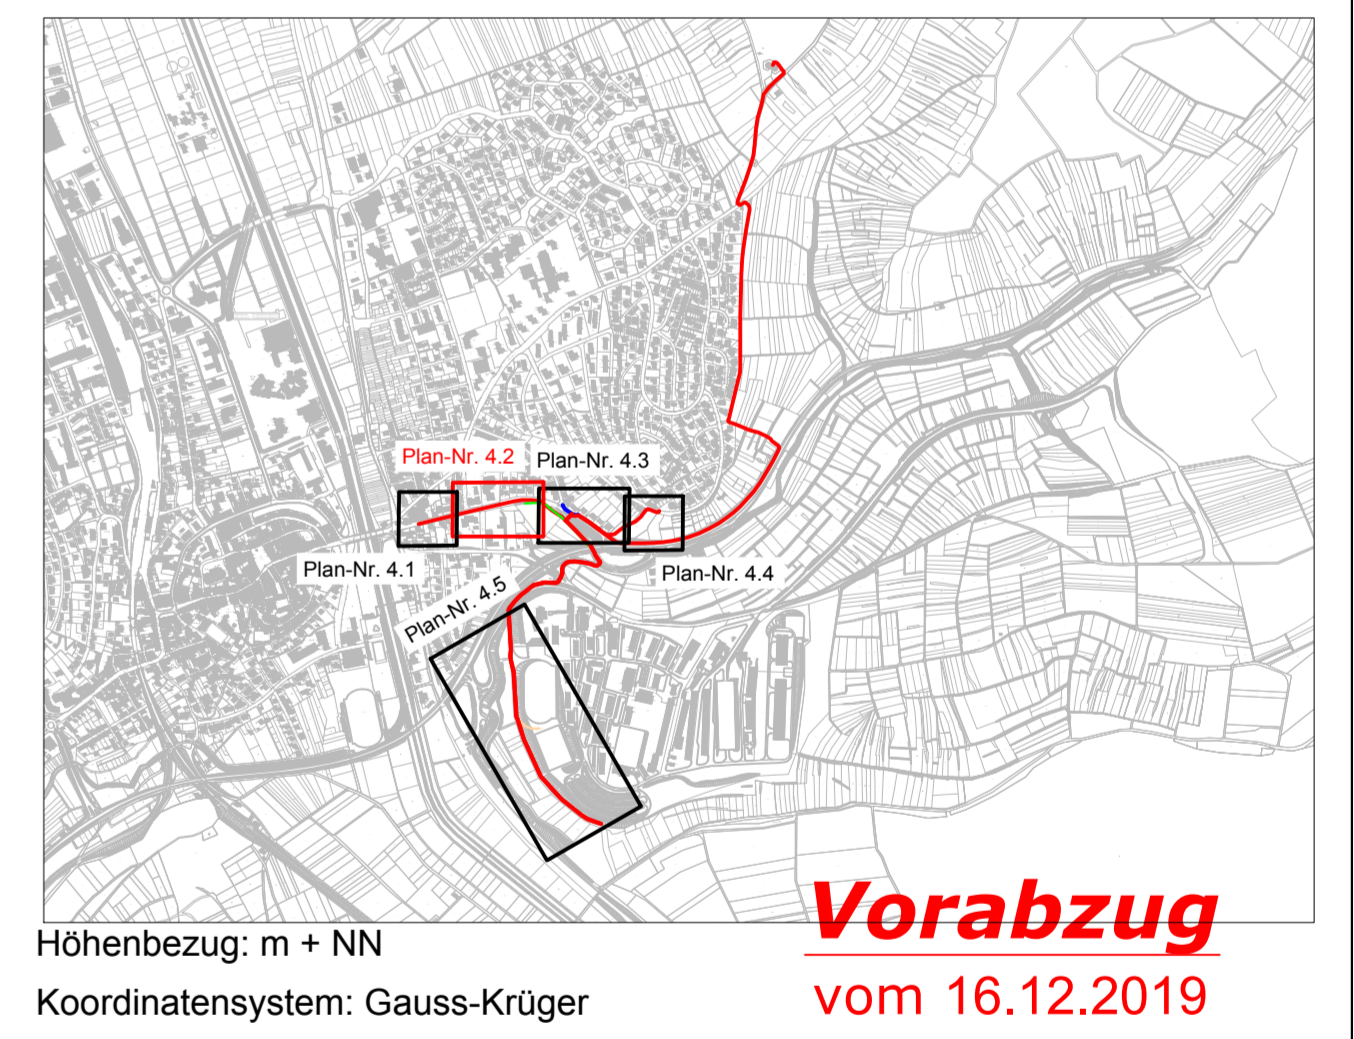 Plan-Nr. 4.2
Plan-Nr. 4.3
Plan-Nr. 4.1
Plan-Nr. 4.4
Plan-Nr. 4.5
Vorabzug
vom 16.12.2019
Höhenbezug: m + NN
Koordinatensystem: Gauss-Krüger